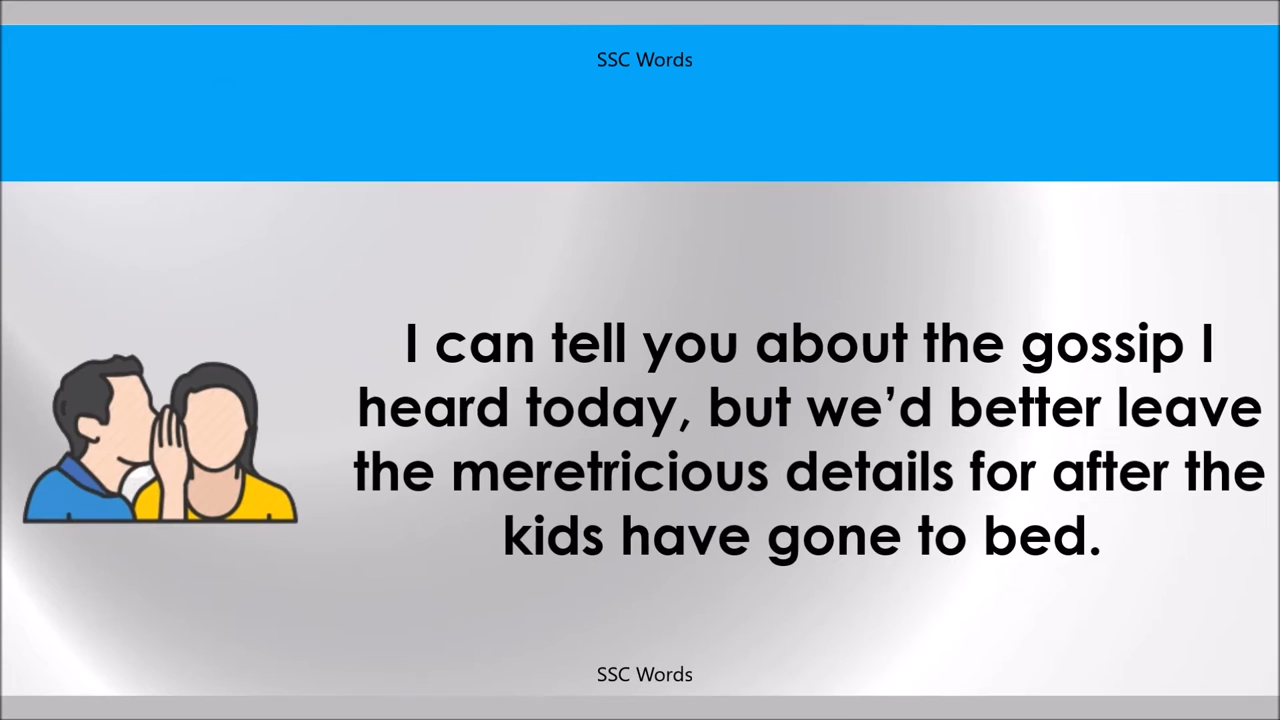 SSC Words
I can tell you about the gossip I
heard today, but we’d better leave
the meretricious details for after the
kids have gone to bed.
SSC Words